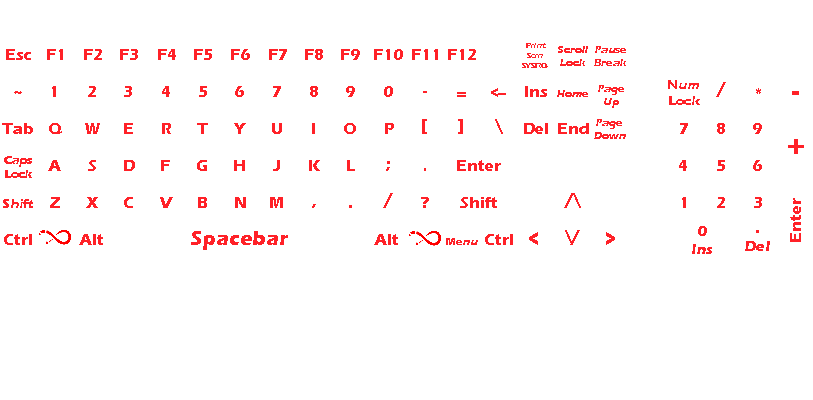 Esc F1 F2 F3 F4 F5 F6 F7 F8 F9 F10 F11 F12 Print Scrn SYSRQ Scroll Lock Pause Break
~ 1 2 3 4 5 6 7 8 9 0 - = <- Ins Home Page Up Num Lock / * -
Tab Q W E R T Y U I O P [ ] \ Del End Page Down 7 8 9 +
Caps Lock A S D F G H J K L ; . Enter 4 5 6
Shift Z X C V B N M , . / ? Shift ^ 1 2 3 Enter
Ctrl Alt Spacebar Alt Menu Ctrl < V > 0 Ins . Del